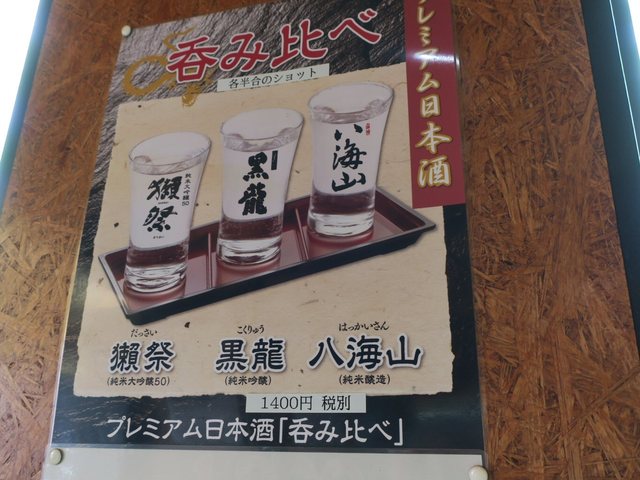 呑み比べ
各半合のショット
プレミアム日本酒
獺祭
純米大吟醸50
黒龍
八海山
だっさい
獺祭
(純米大吟醸50)
こくりゅう
黒龍
(純米吟醸)
はっかいさん
八海山
(純米醸造)
1400円 税別
プレミアム日本酒「呑み比べ」